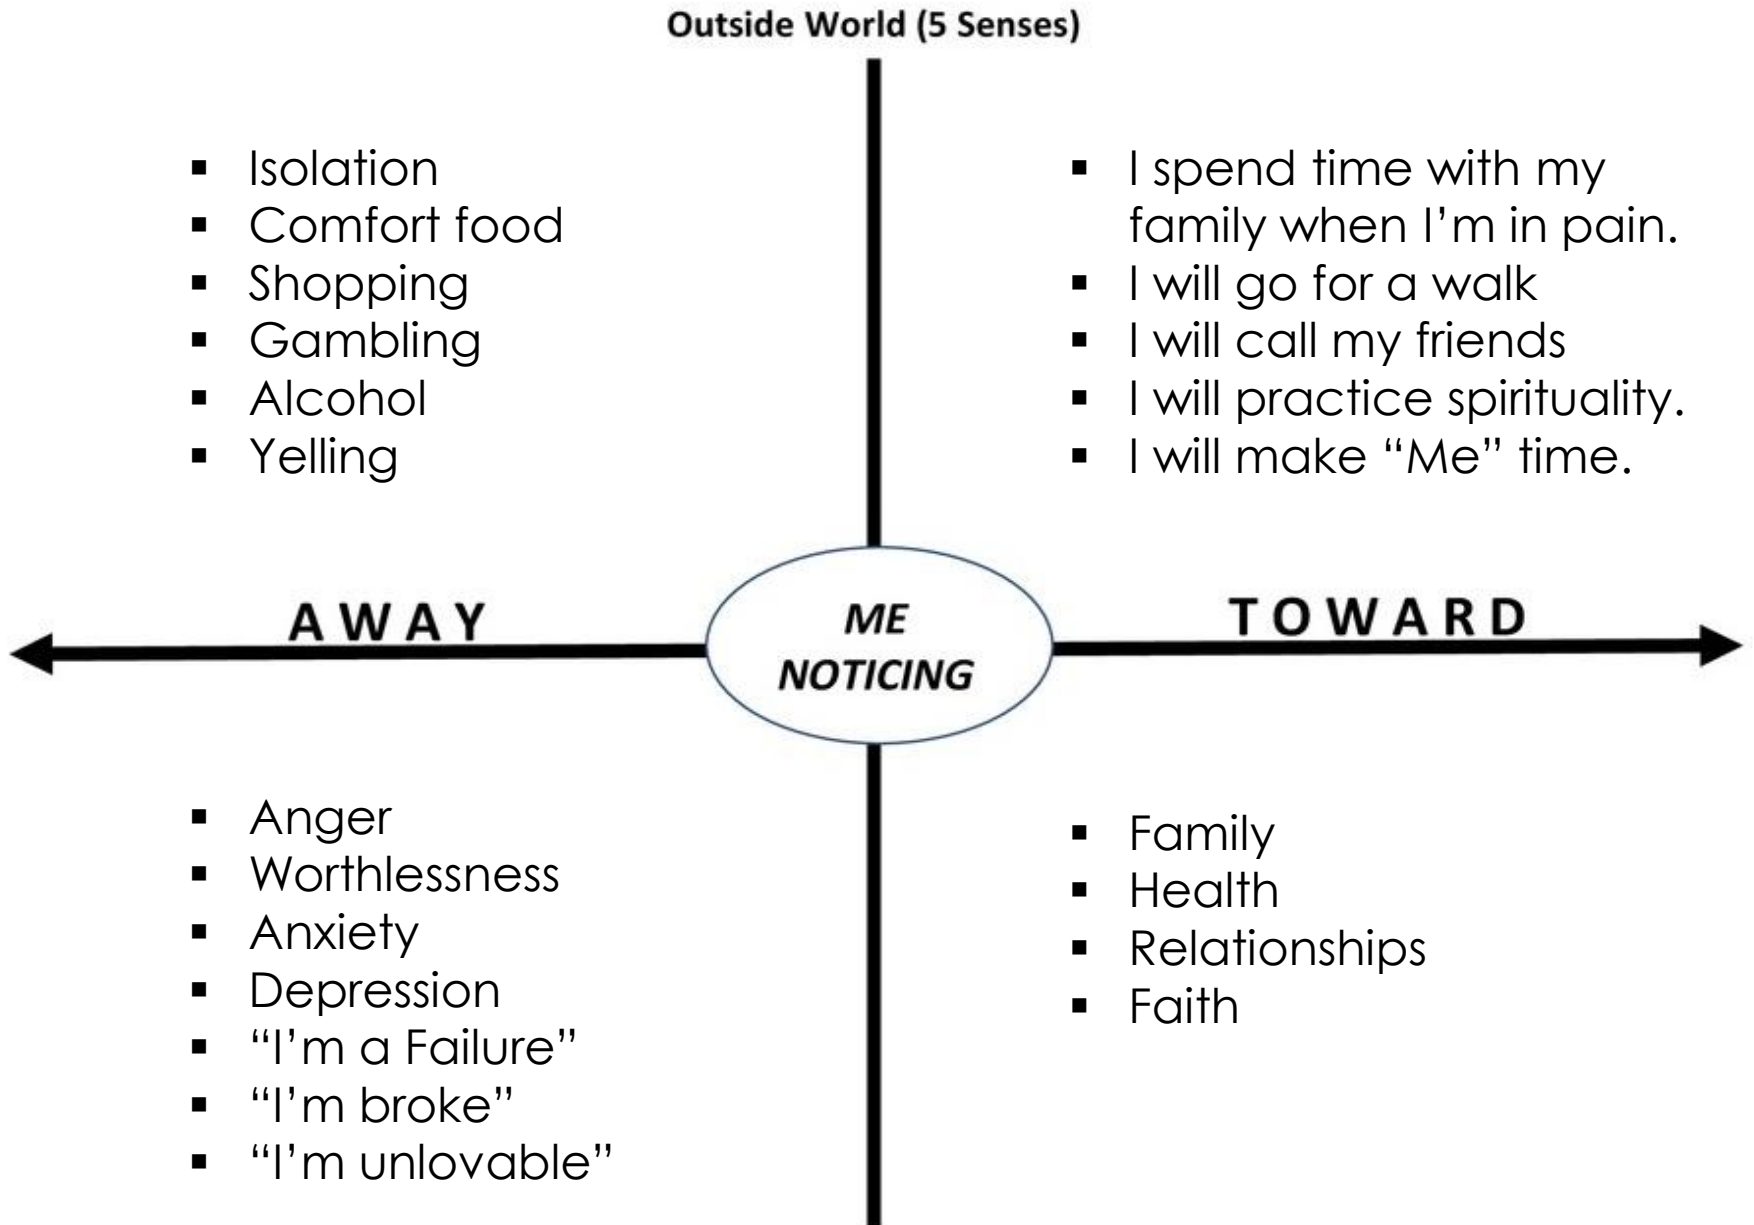 Outside World (5 Senses)
▪ Isolation
▪ Comfort food
▪ Shopping
▪ Gambling
▪ Alcohol
▪ Yelling
▪ I spend time with my
family when I’m in pain.
▪ I will go for a walk
▪ I will call my friends
▪ I will practice spirituality.
▪ I will make “Me” time.
AWAY
ME
NOTICING
TOWARD
▪ Anger
▪ Worthlessness
▪ Anxiety
▪ Depression
▪ “I’m a Failure”
▪ “I’m broke”
▪ “I’m unlovable”
▪ Family
▪ Health
▪ Relationships
▪ Faith